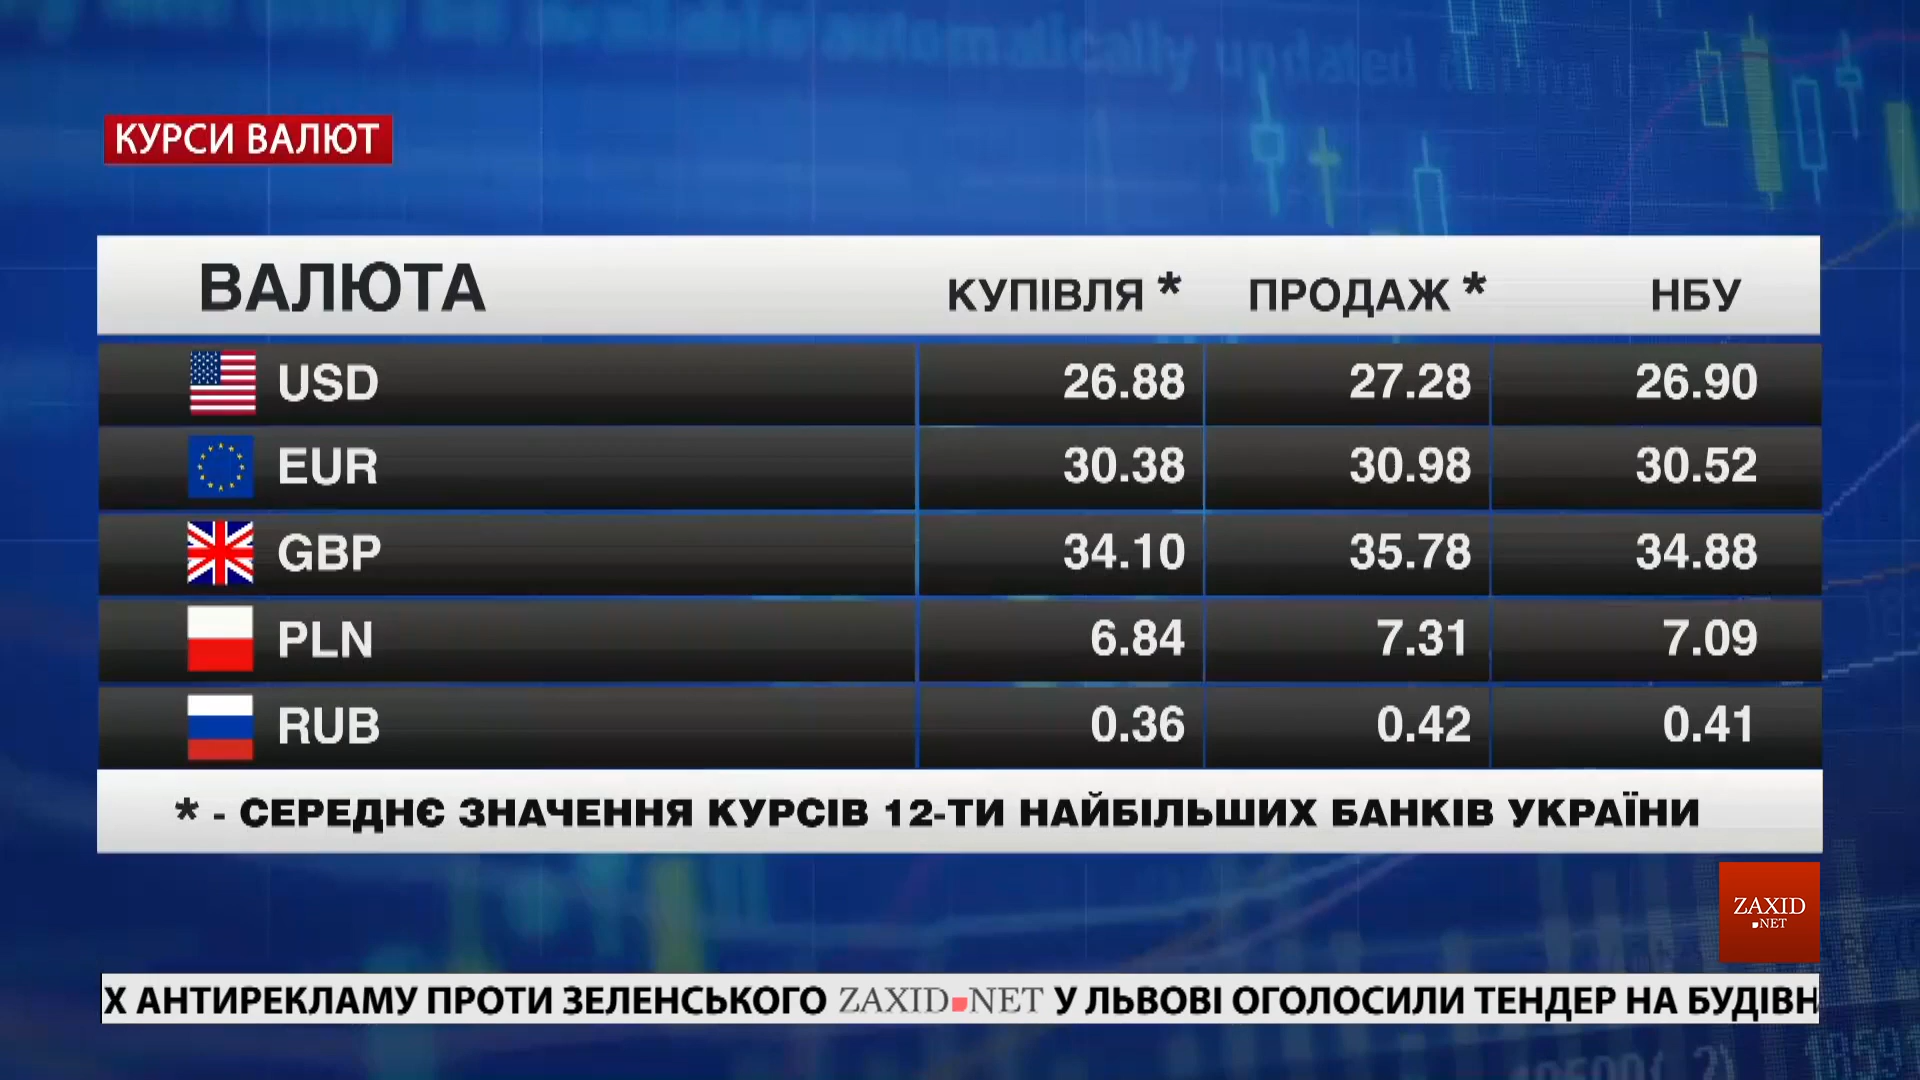 automatically updated during
КУРСИ ВАЛЮТ
ВАЛЮТА КУПІВЛЯ * ПРОДАЖ * НБУ
USD 26.88 27.28 26.90
EUR 30.38 30.98 30.52
GBP 34.10 35.78 34.88
PLN 6.84 7.31 7.09
RUB 0.36 0.42 0.41
* - СЕРЕДНЄ ЗНАЧЕННЯ КУРСІВ 12-ТИ НАЙБІЛЬШИХ БАНКІВ УКРАЇНИ
ZAXID
.NET
Х АНТИРЕКЛАМУ ПРОТИ ЗЕЛЕНСЬКОГО ZAXID.NET У ЛЬВОВІ ОГОЛОСИЛИ ТЕНДЕР НА БУДІВН